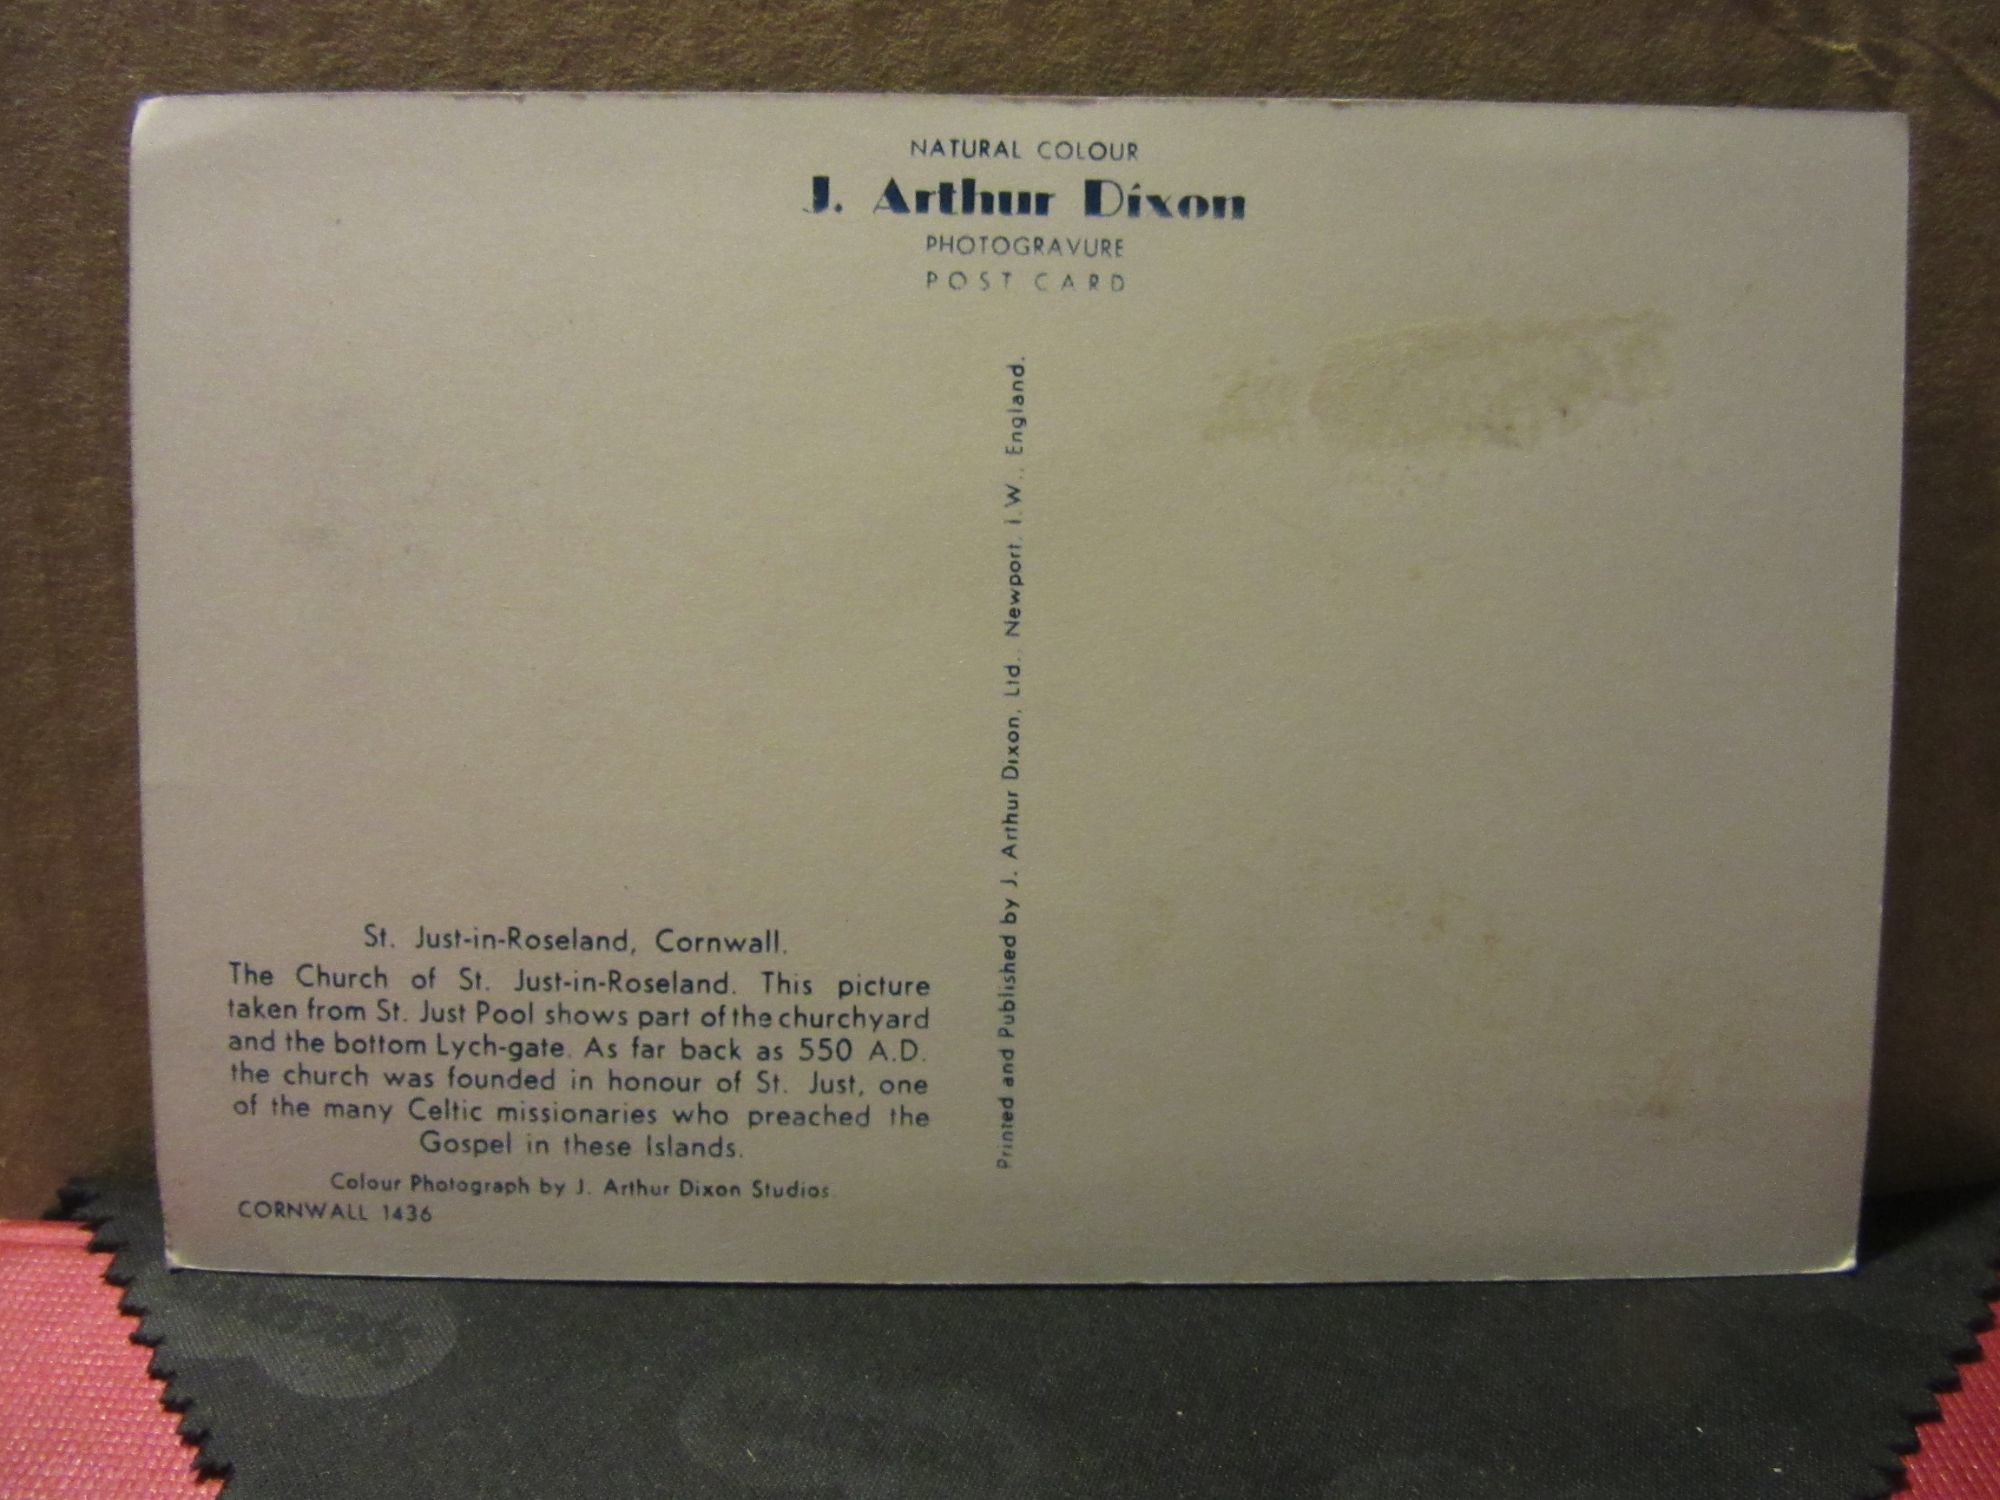 NATURAL COLOUR
J. Arthur Dixon
PHOTOGRAVURE
POST CARD
Printed and Published by J. Arthur Dixon, Ltd., Newport, I.W., England.
St. Just-in-Roseland, Cornwall.
The Church of St. Just-in-Roseland. This picture
taken from St. Just Pool shows part of the churchyard
and the bottom Lych-gate. As far back as 550 A.D.
the church was founded in honour of St. Just, one
of the many Celtic missionaries who preached the
Gospel in these Islands.
Colour Photograph by J. Arthur Dixon Studios.
CORNWALL 1436